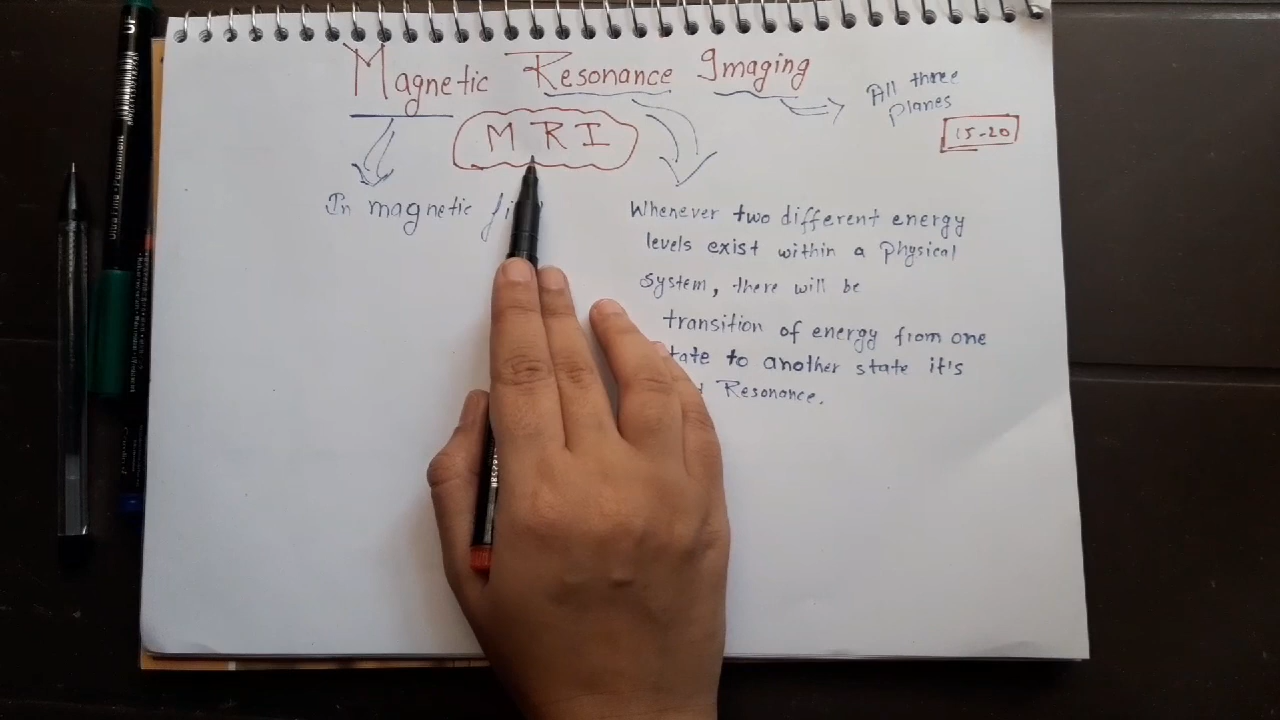 Magnetic Resonance Imaging
All three
planes
MRI
15-20
In magnetic
Whenever two different energy
levels exist within a physical
system, there will be
transition of energy from one
tate to another state it's
Resonance.